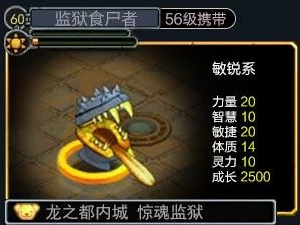 60 监狱食尸者 56级携带
敏锐系
力量 20
智慧 10
敏捷 20
体质 14
灵力 10
成长 2500
龙之都内城 惊魂监狱